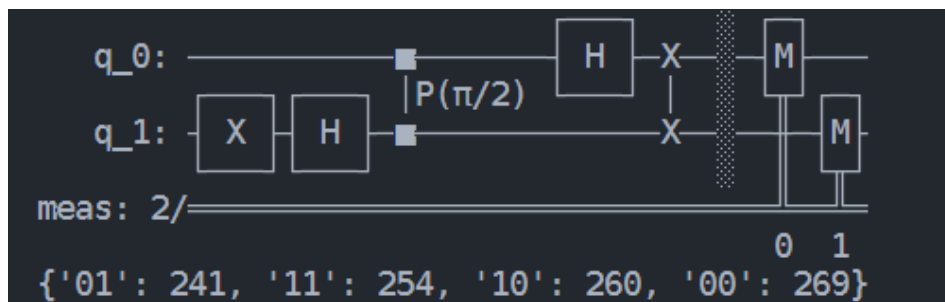 q_0: H X M
P(π/2)
q_1: X H X M
meas: 2/
0 1
{'01': 241, '11': 254, '10': 260, '00': 269}